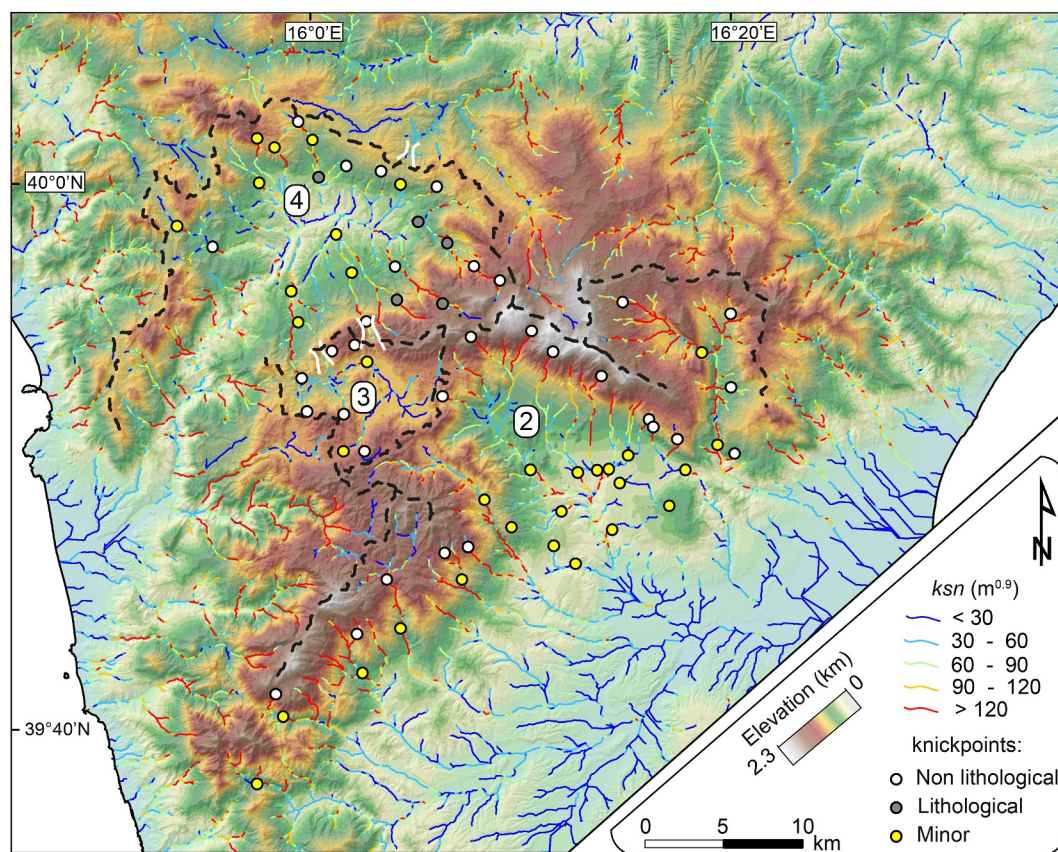 16°0'E
16°20'E
40°0'N
4
3
2
N
ksn (m⁰·⁹)
< 30
30 - 60
60 - 90
90 - 120
> 120
Elevation (km)
0
2.3
knickpoints:
Non lithological
Lithological
Minor
39°40'N
0 5 10
km